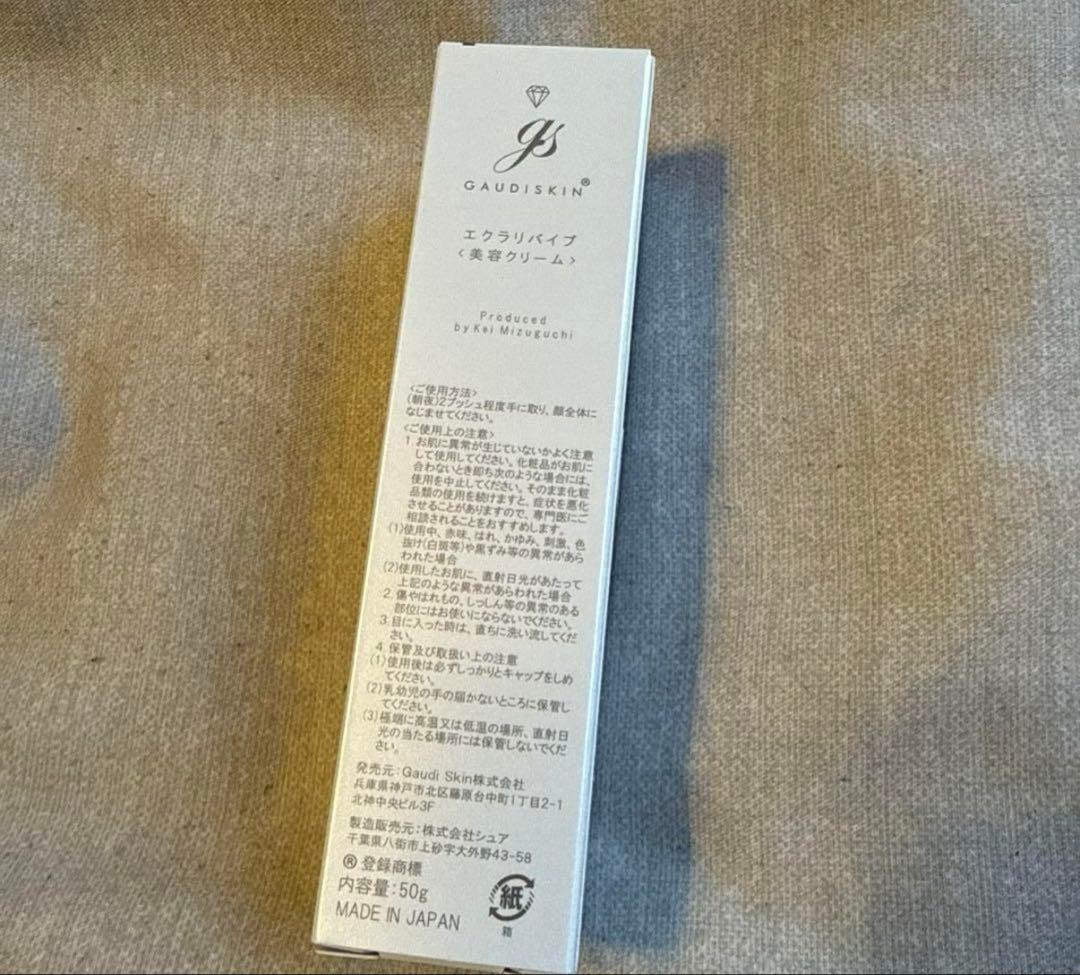 gs
GAUDISKIN®
エクラリバイブ
<美容クリーム>
Produced
by Kei Mizuguchi
<ご使用方法>
(朝夜)2プッシュ程度手に取り、顔全体に
なじませてください。
<ご使用上の注意>
1.お肌に異常が生じていないかよく注意
して使用してください。化粧品がお肌に
合わないとき即ち次のような場合には、
使用を中止してください。そのまま化粧
品類の使用を続けますと、症状を悪化
させることがありますので、専門医にご
相談されることをおすすめします。
(1)使用中、赤味、はれ、かゆみ、刺激、色
抜け(白斑等)や黒ずみ等の異常があら
われた場合
(2)使用したお肌に、直射日光があたって
上記のような異常があらわれた場合
2.傷やはれもの、しっしん等の異常のある
部位にはお使いにならないでください。
3.目に入った時は、直ちに洗い流してくだ
さい。
4.保管及び取扱い上の注意
(1)使用後は必ずしっかりとキャップをしめ
てください。
(2)乳幼児の手の届かないところに保管し
てください。
(3)極端に高温又は低温の場所、直射日
光の当たる場所には保管しないでくだ
さい。
発売元:Gaudi Skin株式会社
兵庫県神戸市北区藤原台中町1丁目2-1
北神中央ビル3F
製造販売元:株式会社シュア
千葉県八街市上砂字大外野43-58
®登録商標
内容量:50g
MADE IN JAPAN
紙
箱